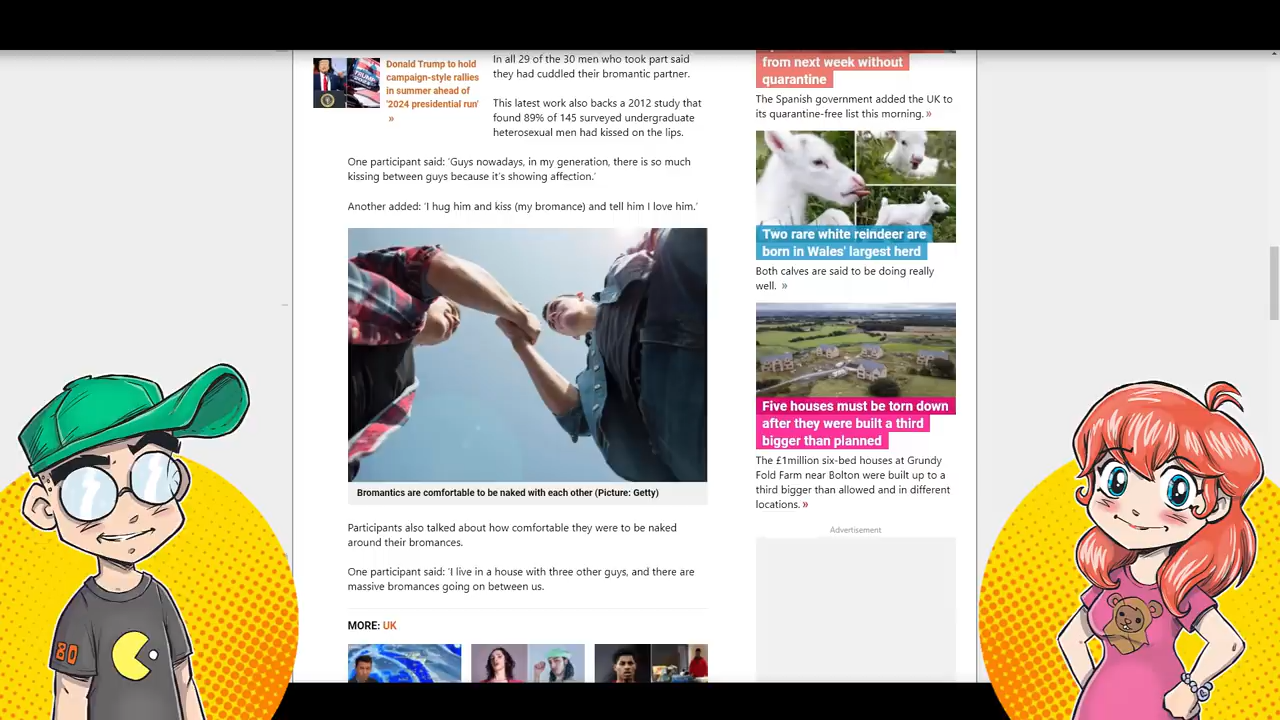 Donald Trump to hold
campaign-style rallies
in summer ahead of
'2024 presidential run'
»
In all 29 of the 30 men who took part said
they had cuddled their bromantic partner.
This latest work also backs a 2012 study that
found 89% of 145 surveyed undergraduate
heterosexual men had kissed on the lips.
One participant said: 'Guys nowadays, in my generation, there is so much
kissing between guys because it's showing affection.'
Another added: 'I hug him and kiss (my bromance) and tell him I love him.'
Bromantics are comfortable to be naked with each other (Picture: Getty)
Participants also talked about how comfortable they were to be naked
around their bromances.
One participant said: 'I live in a house with three other guys, and there are
massive bromances going on between us.
MORE: UK
from next week without
quarantine
The Spanish government added the UK to
its quarantine-free list this morning. »
Two rare white reindeer are
born in Wales' largest herd
Both calves are said to be doing really
well. »
Five houses must be torn down
after they were built a third
bigger than planned
The £1million six-bed houses at Grundy
Fold Farm near Bolton were built up to a
third bigger than allowed and in different
locations. »
Advertisement
80